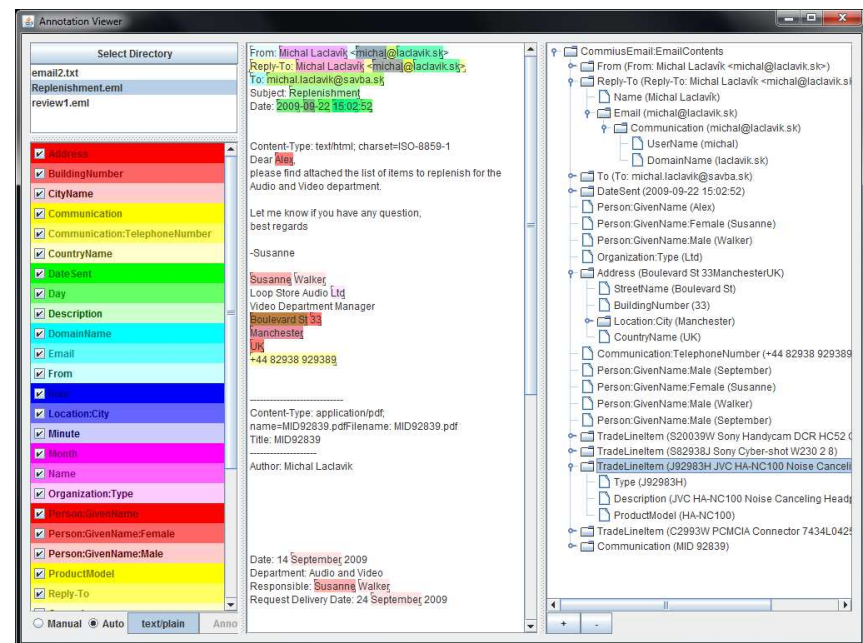 Annotation Viewer
Select Directory
email2.txt
Replenishment.eml
review1.eml
Address
BuildingNumber
CityName
Communication
Communication:TelephoneNumber
CountryName
DateSent
Day
Description
DomainName
Email
From
Location:City
Minute
Month
Name
Organization:Type
Person:GivenName
Person:GivenName:Female
Person:GivenName:Male
ProductModel
Reply-To
Manual Auto text/plain Anno
From: Michal Laclavik <michal@laclavik.sk>
Reply-To: Michal Laclavik <michal@laclavik.sk>
To: michal.laclavik@savba.sk
Subject: Replenishment
Date: 2009-09-22 15:02:52
Content-Type: text/html; charset=ISO-8859-1
Dear Alex,
please find attached the list of items to replenish for the
Audio and Video department.
Let me know if you have any question,
best regards
-Susanne
Susanne Walker
Loop Store Audio Ltd
Video Department Manager
Boulevard St 33
Manchester
UK
+44 82938 929389
----------------------------
Content-Type: application/pdf;
name=MID92839.pdfFilename: MID92839.pdf
Title: MID92839
--------------------
Author: Michal Laclavik
Date: 14 September 2009
Department: Audio and Video
Responsible: Susanne Walker
Request Delivery Date: 24 September 2009
CommiusEmail:EmailContents
From (From: Michal Laclavik <michal@laclavik.sk>)
Reply-To (Reply-To: Michal Laclavik <michal@laclavik.sk
Name (Michal Laclavik)
Email (michal@laclavik.sk)
Communication (michal@laclavik.sk)
UserName (michal)
DomainName (laclavik.sk)
To (To: michal.laclavik@savba.sk)
DateSent (2009-09-22 15:02:52)
Person:GivenName (Alex)
Person:GivenName:Female (Susanne)
Person:GivenName:Male (Walker)
Organization:Type (Ltd)
Address (Boulevard St 33ManchesterUK)
StreetName (Boulevard St)
BuildingNumber (33)
Location:City (Manchester)
CountryName (UK)
Communication:TelephoneNumber (+44 82938 929389
Person:GivenName:Male (September)
Person:GivenName:Female (Susanne)
Person:GivenName:Male (Walker)
Person:GivenName:Male (September)
TradeLineItem (S20039W Sony Handycam DCR HC52
TradeLineItem (S82938J Sony Cyber-shot W230 2 8)
TradeLineItem (J92983H JVC HA-NC100 Noise Canceli
Type (J92983H)
Description (JVC HA-NC100 Noise Canceling Head
ProductModel (HA-NC100)
TradeLineItem (C2993W PCMCIA Connector 7434L042
Communication (MID 92839)
+ -